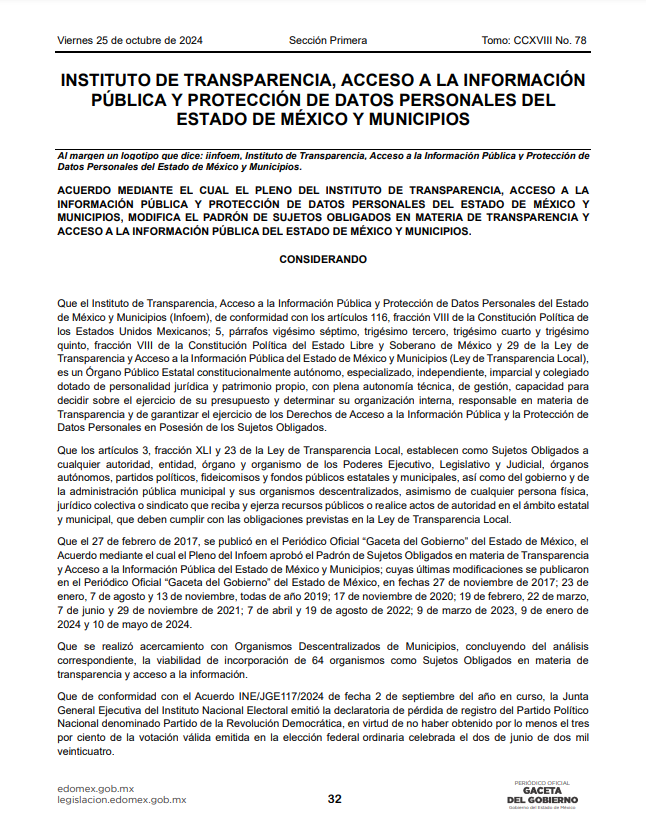 Viernes 25 de octubre de 2024 Sección Primera Tomo: CCXVIII No. 78
INSTITUTO DE TRANSPARENCIA, ACCESO A LA INFORMACIÓN
PÚBLICA Y PROTECCIÓN DE DATOS PERSONALES DEL
ESTADO DE MÉXICO Y MUNICIPIOS
Al margen un logotipo que dice: iinfoem, Instituto de Transparencia, Acceso a la Información Pública y Protección de
Datos Personales del Estado de México y Municipios.
ACUERDO MEDIANTE EL CUAL EL PLENO DEL INSTITUTO DE TRANSPARENCIA, ACCESO A LA
INFORMACIÓN PÚBLICA Y PROTECCIÓN DE DATOS PERSONALES DEL ESTADO DE MÉXICO Y
MUNICIPIOS, MODIFICA EL PADRÓN DE SUJETOS OBLIGADOS EN MATERIA DE TRANSPARENCIA Y
ACCESO A LA INFORMACIÓN PÚBLICA DEL ESTADO DE MÉXICO Y MUNICIPIOS.
CONSIDERANDO
Que el Instituto de Transparencia, Acceso a la Información Pública y Protección de Datos Personales del Estado
de México y Municipios (Infoem), de conformidad con los artículos 116, fracción VIII de la Constitución Política de
los Estados Unidos Mexicanos; 5, párrafos vigésimo séptimo, trigésimo tercero, trigésimo cuarto y trigésimo
quinto, fracción VIII de la Constitución Política del Estado Libre y Soberano de México y 29 de la Ley de
Transparencia y Acceso a la Información Pública del Estado de México y Municipios (Ley de Transparencia Local),
es un Órgano Público Estatal constitucionalmente autónomo, especializado, independiente, imparcial y colegiado
dotado de personalidad jurídica y patrimonio propio, con plena autonomía técnica, de gestión, capacidad para
decidir sobre el ejercicio de su presupuesto y determinar su organización interna, responsable en materia de
Transparencia y de garantizar el ejercicio de los Derechos de Acceso a la Información Pública y la Protección de
Datos Personales en Posesión de los Sujetos Obligados.
Que los artículos 3, fracción XLI y 23 de la Ley de Transparencia Local, establecen como Sujetos Obligados a
cualquier autoridad, entidad, órgano y organismo de los Poderes Ejecutivo, Legislativo y Judicial, órganos
autónomos, partidos políticos, fideicomisos y fondos públicos estatales y municipales, así como del gobierno y de
la administración pública municipal y sus organismos descentralizados, asimismo de cualquier persona física,
jurídico colectiva o sindicato que reciba y ejerza recursos públicos o realice actos de autoridad en el ámbito estatal
y municipal, que deben cumplir con las obligaciones previstas en la Ley de Transparencia Local.
Que el 27 de febrero de 2017, se publicó en el Periódico Oficial “Gaceta del Gobierno” del Estado de México, el
Acuerdo mediante el cual el Pleno del Infoem aprobó el Padrón de Sujetos Obligados en materia de Transparencia
y Acceso a la Información Pública del Estado de México y Municipios; cuyas últimas modificaciones se publicaron
en el Periódico Oficial “Gaceta del Gobierno” del Estado de México, en fechas 27 de noviembre de 2017; 23 de
enero, 7 de agosto y 13 de noviembre, todas de año 2019; 17 de noviembre de 2020; 19 de febrero, 22 de marzo,
7 de junio y 29 de noviembre de 2021; 7 de abril y 19 de agosto de 2022; 9 de marzo de 2023, 9 de enero de
2024 y 10 de mayo de 2024.
Que se realizó acercamiento con Organismos Descentralizados de Municipios, concluyendo del análisis
correspondiente, la viabilidad de incorporación de 64 organismos como Sujetos Obligados en materia de
transparencia y acceso a la información.
Que de conformidad con el Acuerdo INE/JGE117/2024 de fecha 2 de septiembre del año en curso, la Junta
General Ejecutiva del Instituto Nacional Electoral emitió la declaratoria de pérdida de registro del Partido Político
Nacional denominado Partido de la Revolución Democrática, en virtud de no haber obtenido por lo menos el tres
por ciento de la votación válida emitida en la elección federal ordinaria celebrada el dos de junio de dos mil
veinticuatro.
edomex.gob.mx
legislacion.edomex.gob.mx
32
PERIÓDICO OFICIAL
GACETA
DEL GOBIERNO
Gobierno del Estado de México